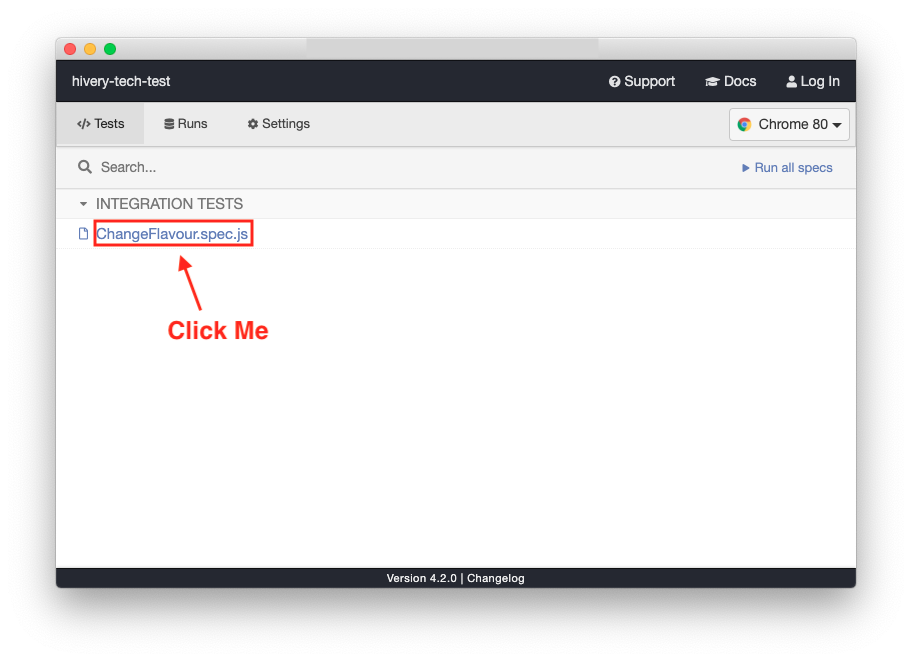 hivery-tech-test
Support
Docs
Log In
</> Tests
Runs
Settings
Chrome 80
Search...
Run all specs
INTEGRATION TESTS
ChangeFlavour.spec.js
Click Me
Version 4.2.0 | Changelog